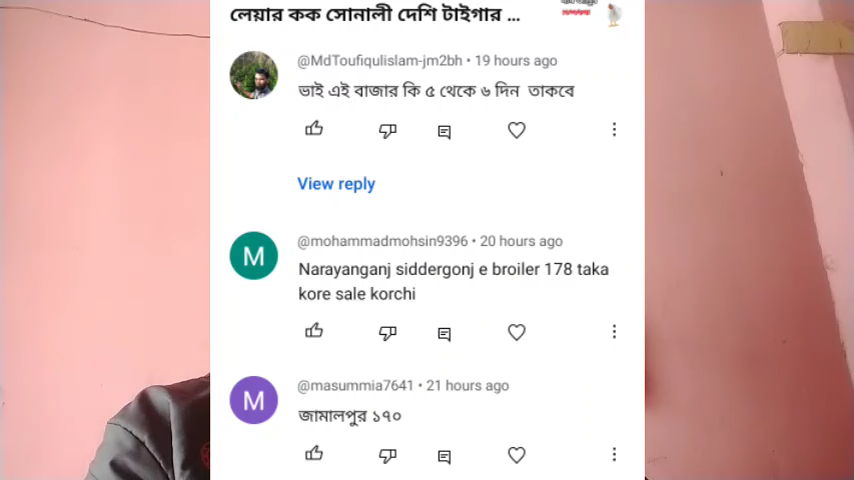 লেয়ার কক সোনালী দেশি টাইগার ...
@MdToufiqulislam-jm2bh • 19 hours ago
ভাই এই বাজার কি ৫ থেকে ৬ দিন তাকবে
View reply
M
@mohammadmohsin9396 • 20 hours ago
Narayanganj siddergonj e broiler 178 taka
kore sale korchi
M
@masummia7641 • 21 hours ago
জামালপুর ১৭০